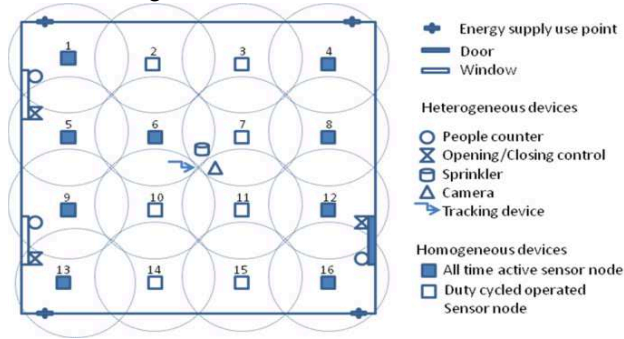 1 2 3 4
5 6 7 8
9 10 11 12
13 14 15 16
Energy supply use point
Door
Window
Heterogeneous devices
People counter
Opening/Closing control
Sprinkler
Camera
Tracking device
Homogeneous devices
All time active sensor node
Duty cycled operated
Sensor node